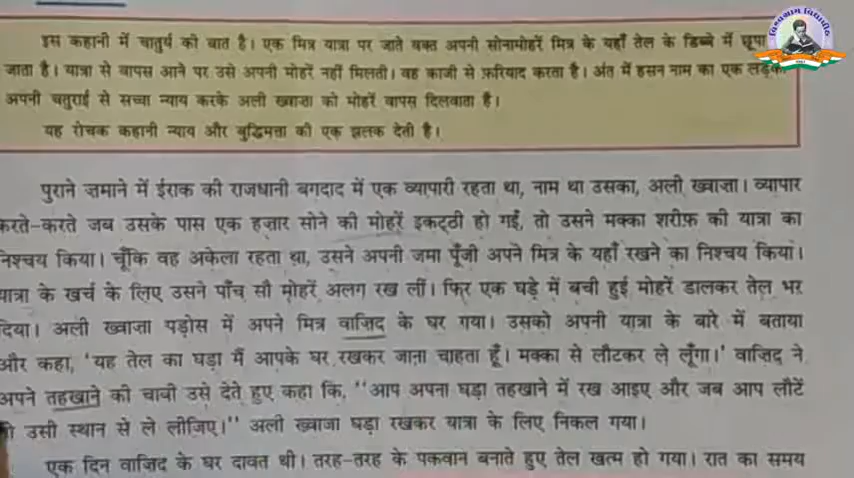 विश्वग्राम विद्यापीठ
इस कहानी में चातुर्य की बात है। एक मित्र यात्रा पर जाते वक्त अपनी सोनामोहरें मित्र के यहाँ तेल के डिब्बे में छूपा
जाता है। यात्रा से वापस आने पर उसे अपनी मोहरें नहीं मिलती। वह काजी से फ़रियाद करता है। अंत में हसन नाम का एक लड़का
अपनी चतुराई से सच्चा न्याय करके अली ख्वाजा को मोहरें वापस दिलवाता है।
यह रोचक कहानी न्याय और बुद्धिमत्ता की एक झलक देती है।
पुराने ज़माने में ईराक की राजधानी बगदाद में एक व्यापारी रहता था, नाम था उसका, अली ख्वाज़ा। व्यापार
करते-करते जब उसके पास एक हज़ार सोने की मोहरें इकट्ठी हो गईं, तो उसने मक्का शरीफ़ की यात्रा का
निश्चय किया। चूँकि वह अकेला रहता था, उसने अपनी जमा पूँजी अपने मित्र के यहाँ रखने का निश्चय किया।
यात्रा के खर्च के लिए उसने पाँच सौ मोहरें अलग रख लीं। फिर एक घड़े में बची हुई मोहरें डालकर तेल भर
दिया। अली ख्वाज़ा पड़ोस में अपने मित्र वाज़िद के घर गया। उसको अपनी यात्रा के बारे में बताया
और कहा, 'यह तेल का घड़ा मैं आपके घर रखकर जाना चाहता हूँ। मक्का से लौटकर ले लूँगा।' वाज़िद ने
अपने तहखाने की चाबी उसे देते हुए कहा कि, "आप अपना घड़ा तहखाने में रख आइए और जब आप लौटें
उसी स्थान से ले लीजिए।" अली ख्वाजा घड़ा रखकर यात्रा के लिए निकल गया।
एक दिन वाज़िद के घर दावत थी। तरह-तरह के पकवान बनाते हुए तेल खत्म हो गया। रात का समय